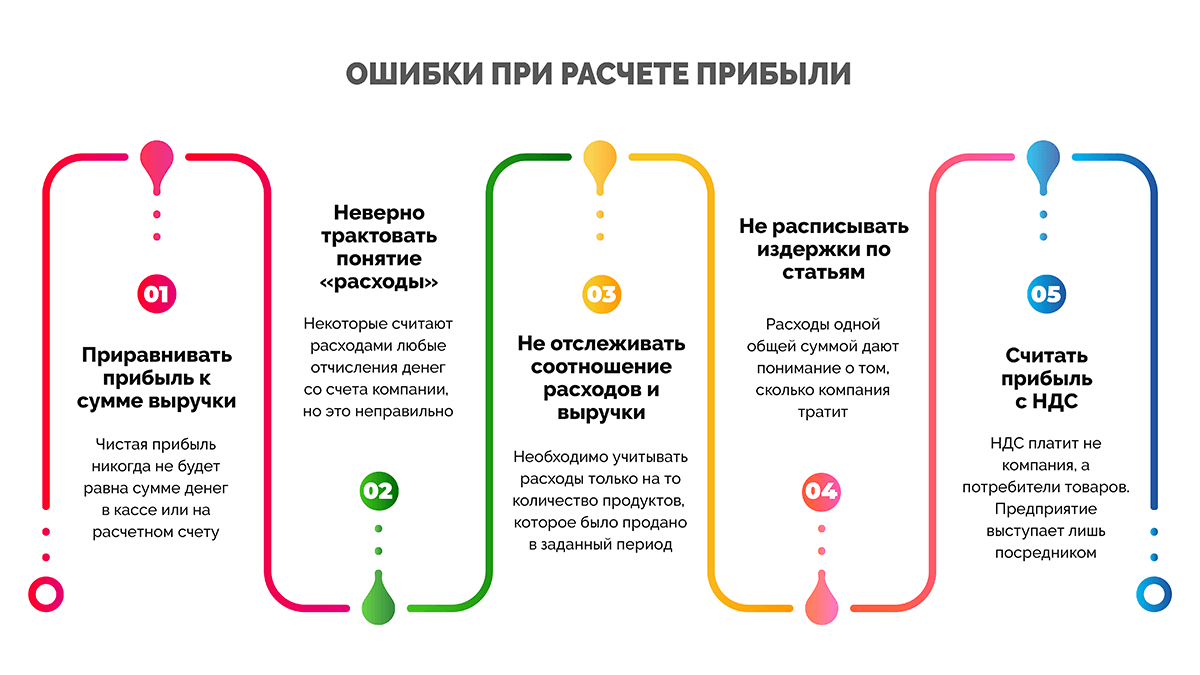 ОШИБКИ ПРИ РАСЧЕТЕ ПРИБЫЛИ
01
Приравнивать
прибыль к
сумме выручки
Чистая прибыль
никогда не будет
равна сумме денег
в кассе или на
расчетном счету
Неверно
трактовать
понятие
«расходы»
Некоторые считают
расходами любые
отчисления денег
со счета компании,
но это неправильно
02
03
Не отслеживать
соотношение
расходов и
выручки
Необходимо учитывать
расходы только на то
количество продуктов,
которое было продано
в заданный период
Не расписывать
издержки по
статьям
Расходы одной
общей суммой дают
понимание о том,
сколько компания
тратит
04
05
Считать
прибыль
с НДС
НДС платит не
компания, а
потребители товаров.
Предприятие
выступает лишь
посредником